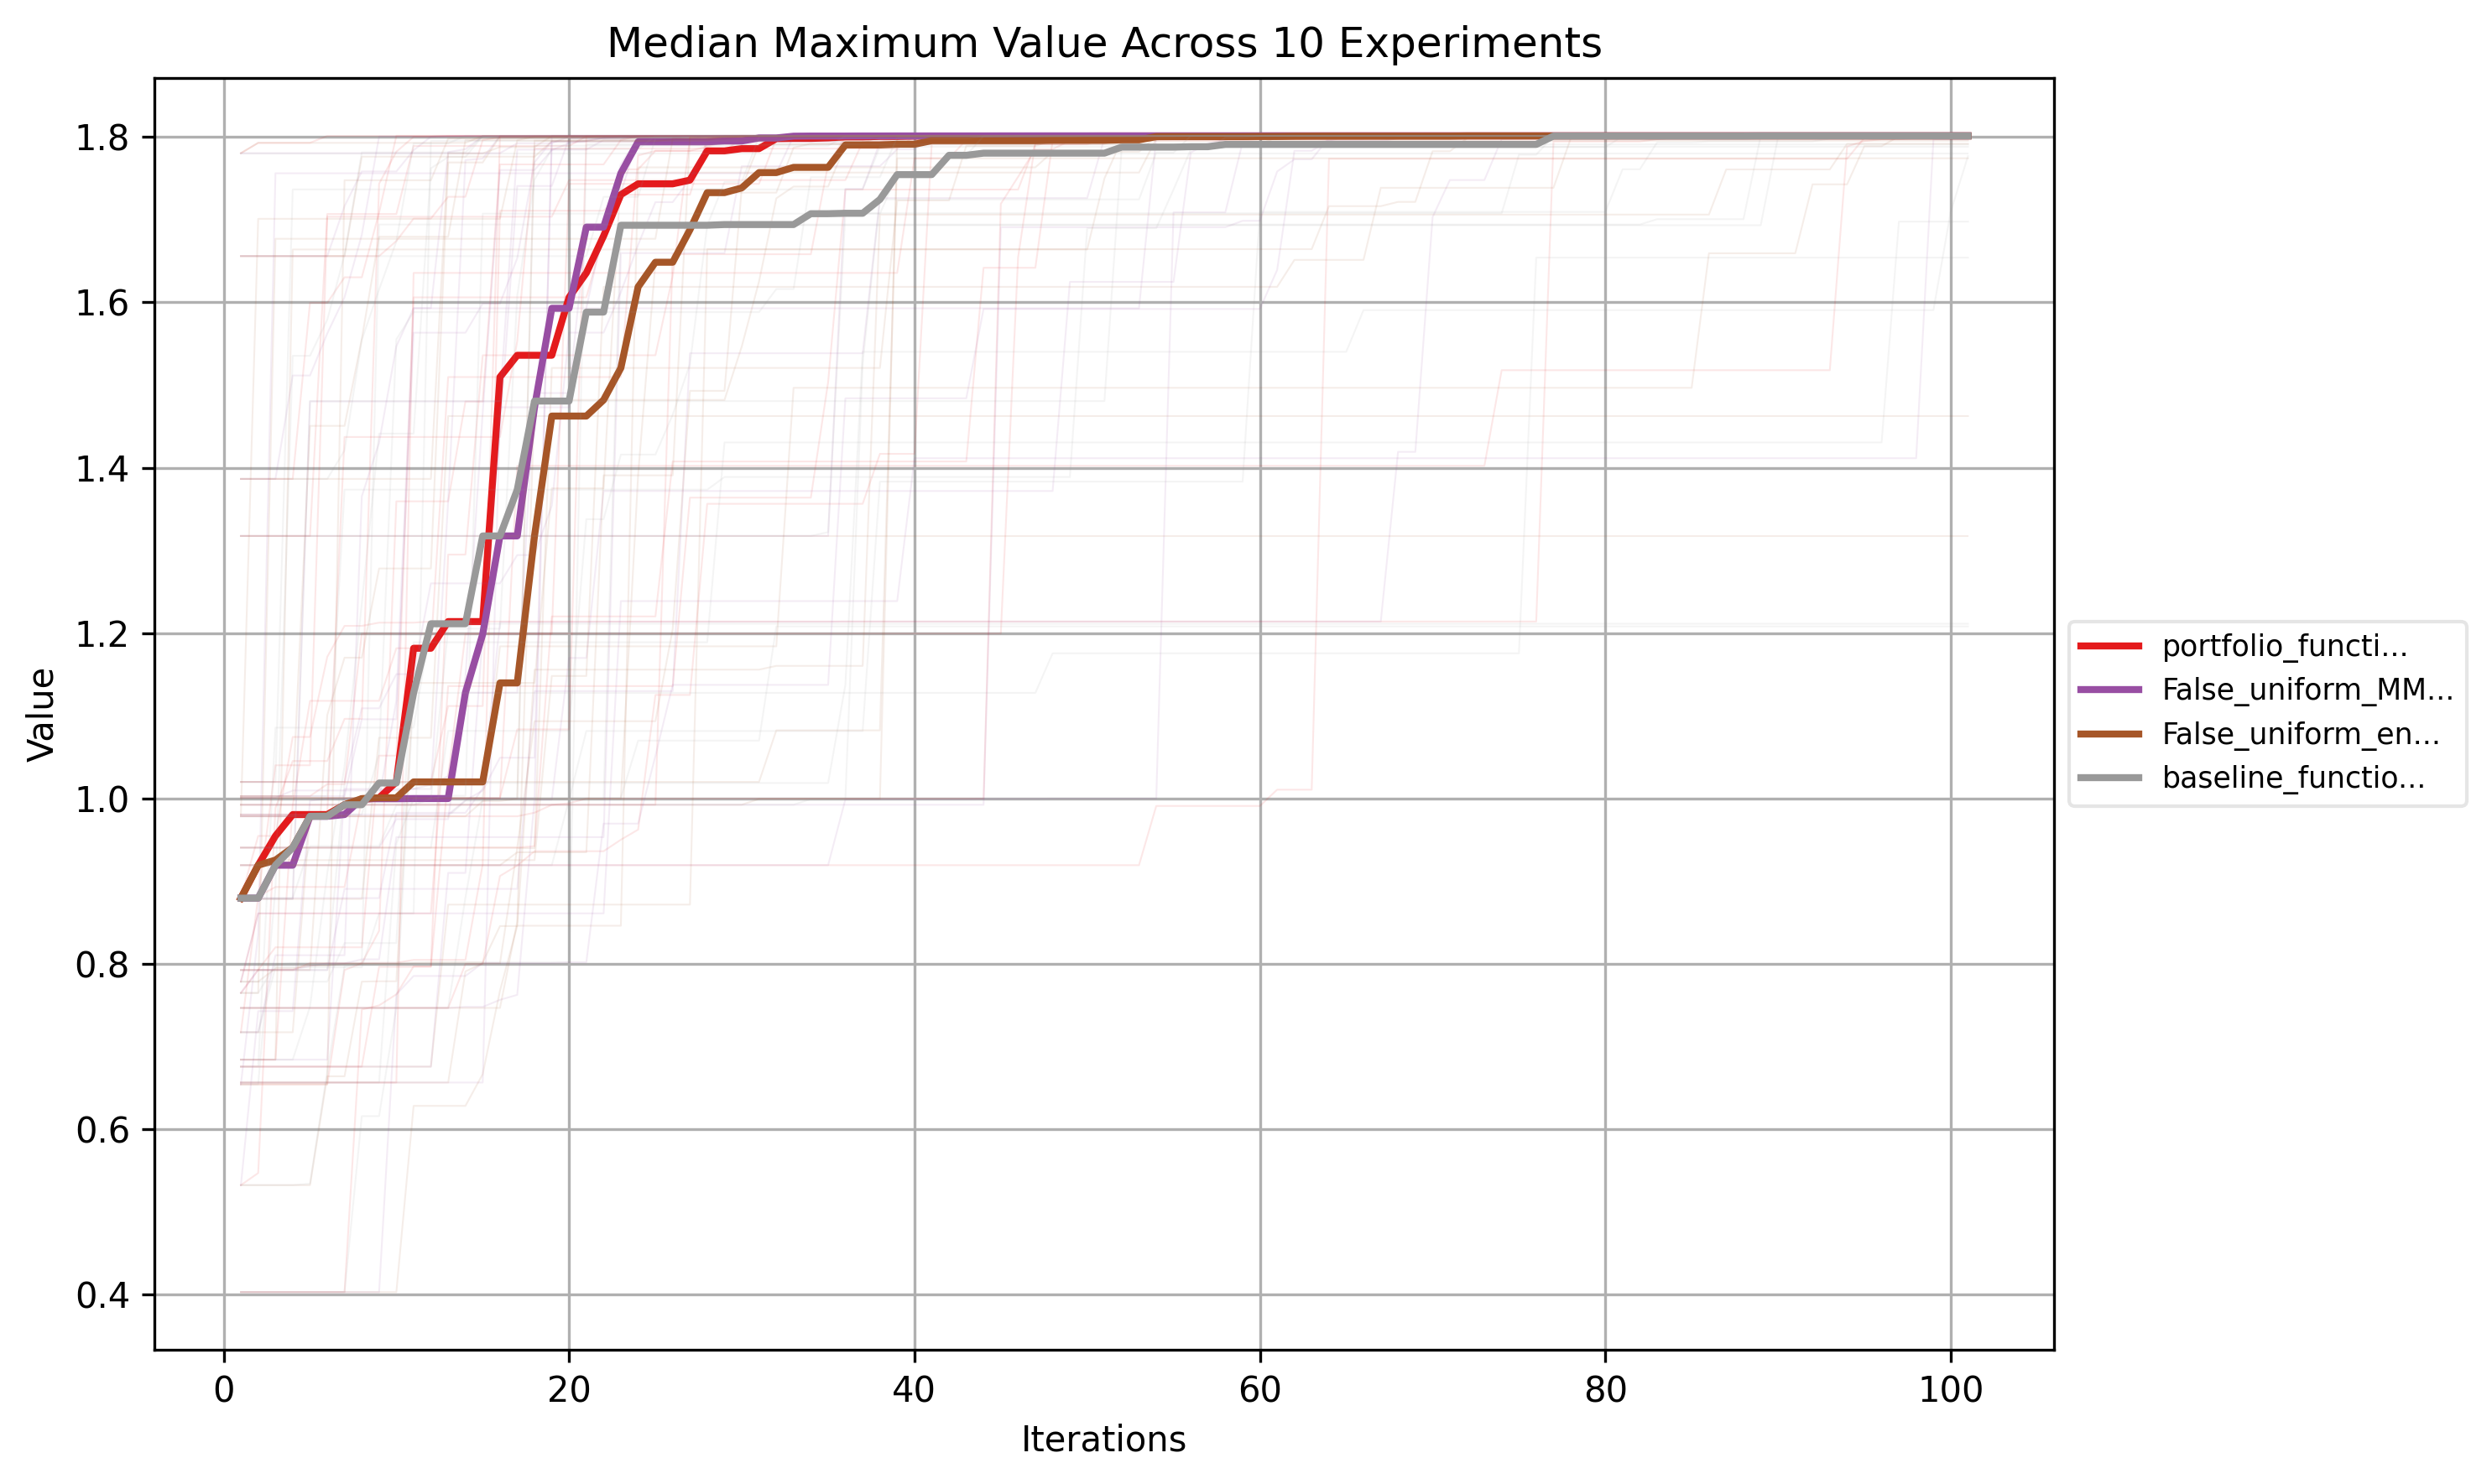 Median Maximum Value Across 10 Experiments
Value
1.8
1.6
1.4
1.2
1.0
0.8
0.6
0.4
0
20
40
60
80
100
Iterations
portfolio_functi...
False_uniform_MM...
False_uniform_en...
baseline_functio...